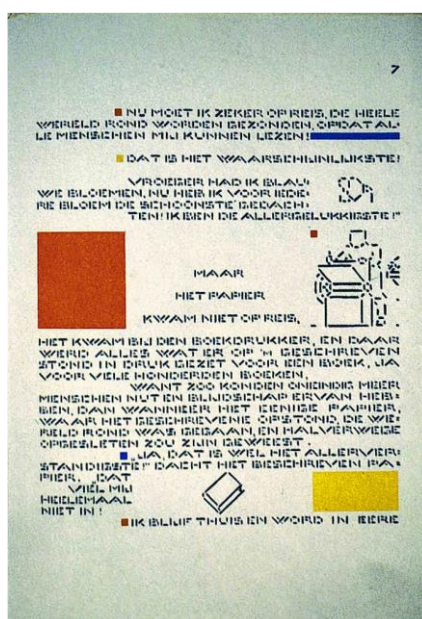 7
NU MOET IK ZEKER OP REIS, DE HEELE
WERELD ROND WORDEN GEZONDEN, OPDAT AL-
LE MENSCHEN MIJ KUNNEN LEZEN!
DAT IS HET WAARSCHIJNLIJKSTE!
VROEGER HAD IK BLAU-
WE BLOEMEN, NU HEB IK VOOR IEDE-
RE BLOEM DE SCHOONSTE GEDACH-
TEN! IK BEN DE ALLERGELUKKIGSTE!"
MAAR
HET PAPIER
KWAM NIET OP REIS,
HET KWAM BIJ DEN BOEKDRUKKER, EN DAAR
WERD ALLES WAT ER OP 'M GESCHREVEN
STOND IN DRUK GEZET VOOR EEN BOEK, JA
VOOR VELE HONDERDEN BOEKEN,
WANT ZOO KONDEN ONEINDIG MEER
MENSCHEN NUT EN BLIJDSCHAP ERVAN HEB-
BEN, DAN WANNEER HET EENIGE PAPIER,
WAAR HET GESCHREVENE OP STOND, DE WE-
RELD ROND WAS GEGAAN, EN HALVERWEGE
OPGESLETEN ZOU ZIJN GEWEEST.
„JA, DAT IS WEL HET ALLERVER-
STANDIGSTE!" DACHT HET BESCHREVEN PA-
PIER. „DAT
VIEL MIJ
HEELEMAAL
NIET IN!
IK BLIJF THUIS EN WORD IN EERE